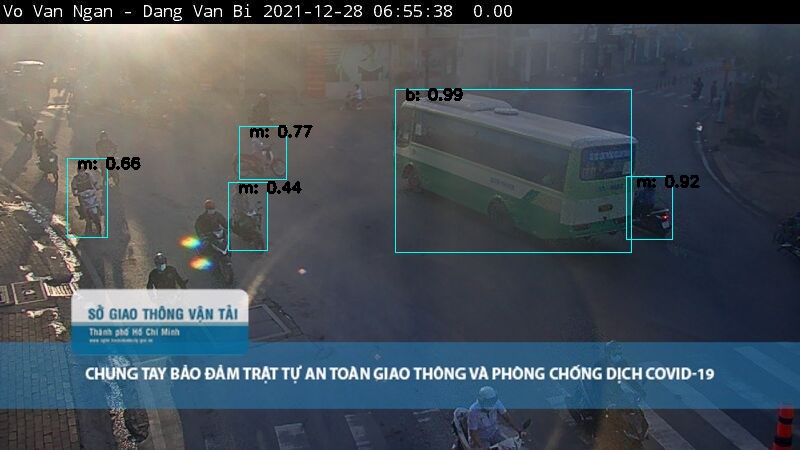 Vo Van Ngan - Dang Van Bi 2021-12-28 06:55:38 0.00
b: 0.99
m: 0.77
m: 0.66
m: 0.44
m: 0.92
SỞ GIAO THÔNG VẬN TẢI
Thành phố Hồ Chí Minh
CHUNG TAY BẢO ĐẢM TRẬT TỰ AN TOÀN GIAO THÔNG VÀ PHÒNG CHỐNG DỊCH COVID-19